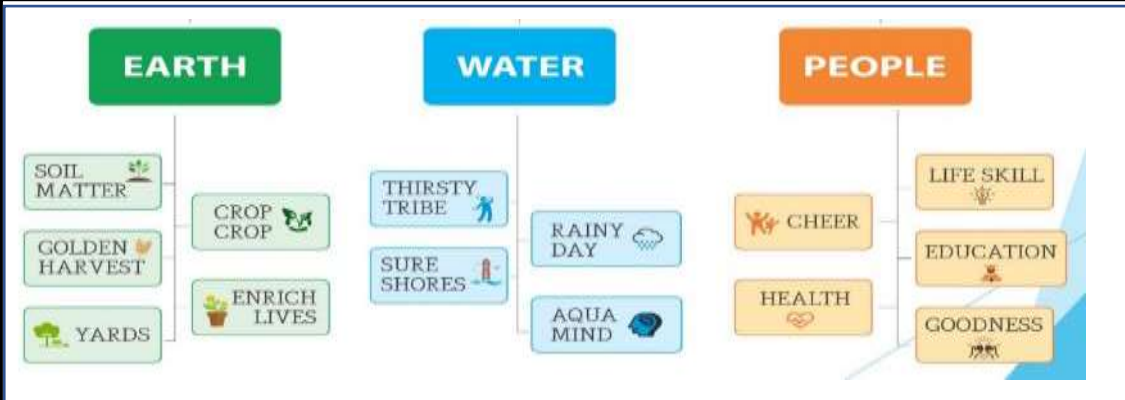 EARTH
SOIL
MATTER
GOLDEN
HARVEST
YARDS
CROP
CROP
ENRICH
LIVES
WATER
THIRSTY
TRIBE
SURE
SHORES
RAINY
DAY
AQUA
MIND
PEOPLE
CHEER
HEALTH
LIFE SKILL
EDUCATION
GOODNESS